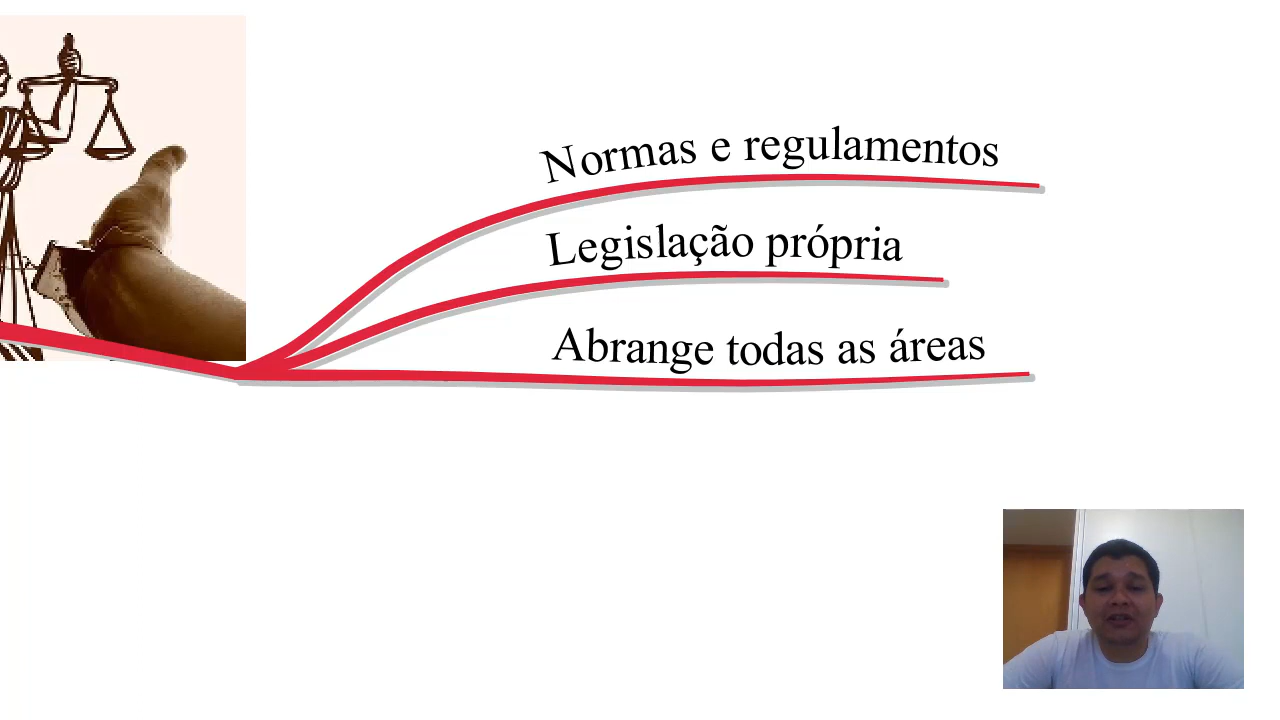 Normas e regulamentos
Legislação própria
Abrange todas as áreas